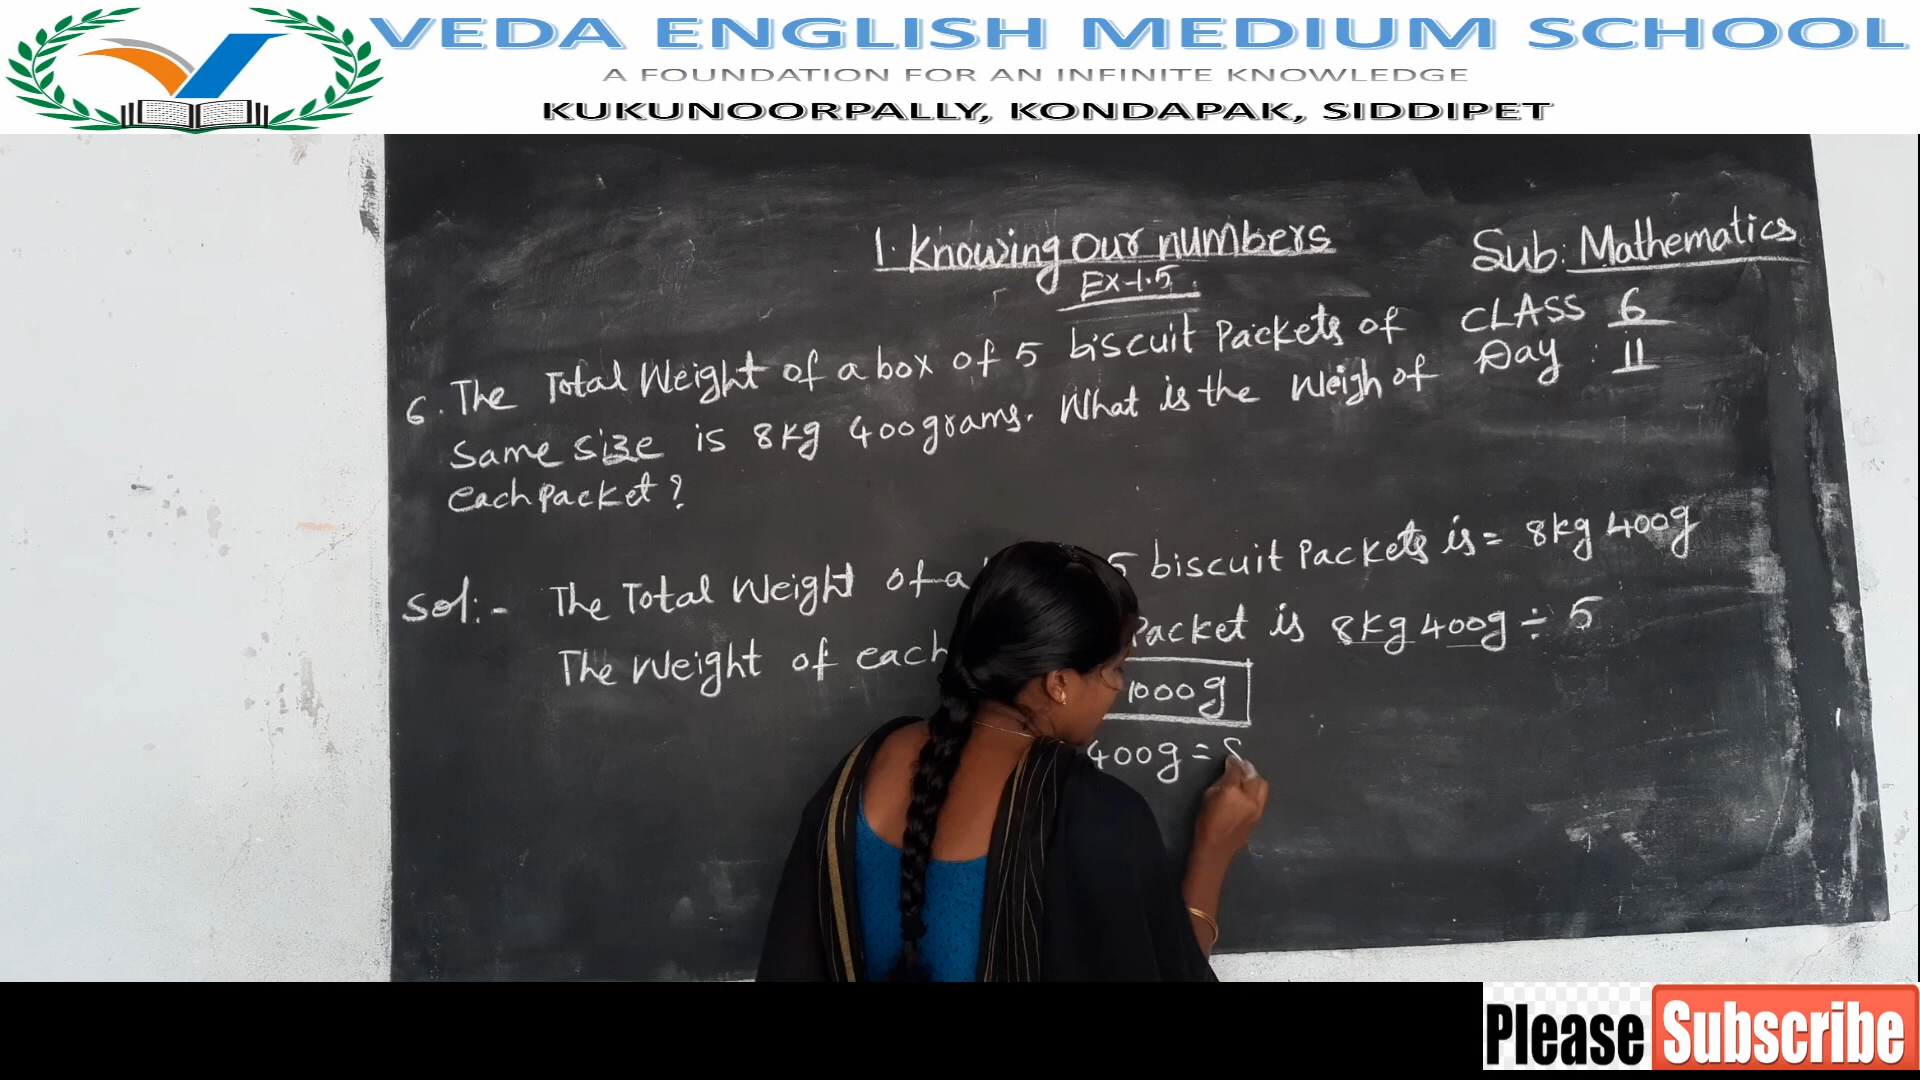 VEDA ENGLISH MEDIUM SCHOOL
A FOUNDATION FOR AN INFINITE KNOWLEDGE
KUKUNOORPALLY, KONDAPAK, SIDDIPET
1. Knowing our numbers
Ex-1.5
Sub: Mathematics
CLASS 6
Day : 11
6. The Total Weight of a box of 5 biscuit Packets of
Same size is 8kg 400grams. What is the Weigh of
each packet?
Sol:- The Total Weight of a 5 biscuit Packets is = 8kg 400g
The Weight of each Packet is 8kg 400g ÷ 5
1000g
400g = 8
Please Subscribe